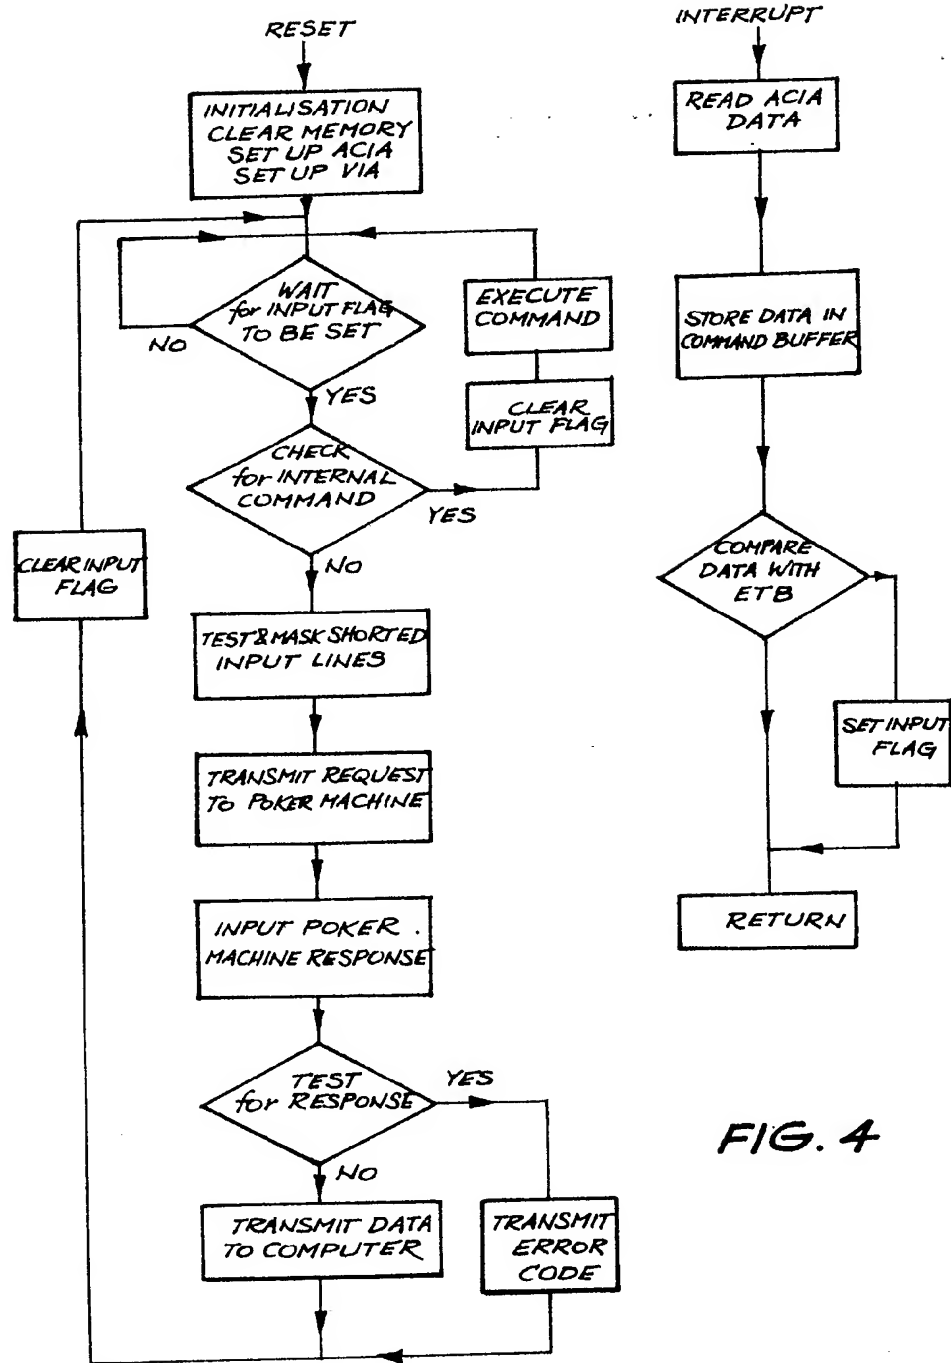 RESET
INITIALISATION
CLEAR MEMORY
SET UP ACIA
SET UP VIA
WAIT
for INPUT FLAG
TO BE SET
NO
YES
EXECUTE
COMMAND
CLEAR
INPUT FLAG
CHECK
for INTERNAL
COMMAND
YES
NO
CLEAR INPUT
FLAG
TEST & MASK SHORTED
INPUT LINES
TRANSMIT REQUEST
TO POKER MACHINE
INPUT POKER
MACHINE RESPONSE
TEST
for RESPONSE
YES
NO
TRANSMIT DATA
TO COMPUTER
TRANSMIT
ERROR
CODE
INTERRUPT
READ ACIA
DATA
STORE DATA IN
COMMAND BUFFER
COMPARE
DATA WITH
ETB
SET INPUT
FLAG
RETURN
FIG. 4